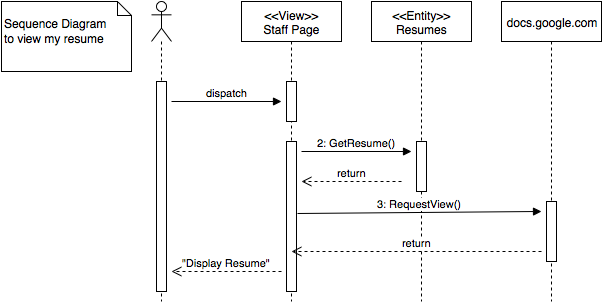 Sequence Diagram
to view my resume
<<View>>
Staff Page
<<Entity>>
Resumes
docs.google.com
dispatch
2: GetResume()
return
3: RequestView()
return
"Display Resume"